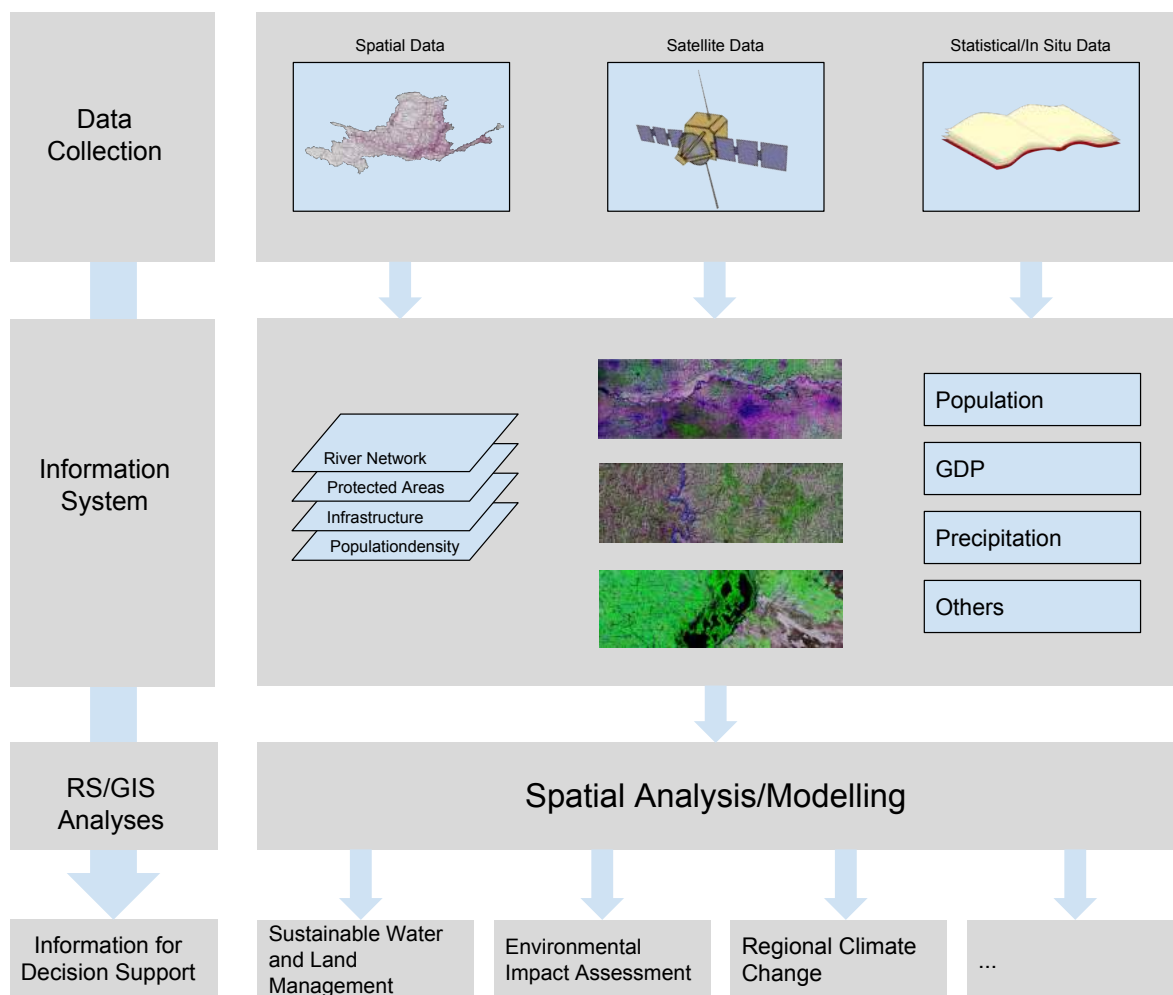 Data
Collection
Spatial Data
Satellite Data
Statistical/In Situ Data
Information
System
River Network
Protected Areas
Infrastructure
Populationdensity
Population
GDP
Precipitation
Others
RS/GIS
Analyses
Spatial Analysis/Modelling
Information for
Decision Support
Sustainable Water
and Land
Management
Environmental
Impact Assessment
Regional Climate
Change
...